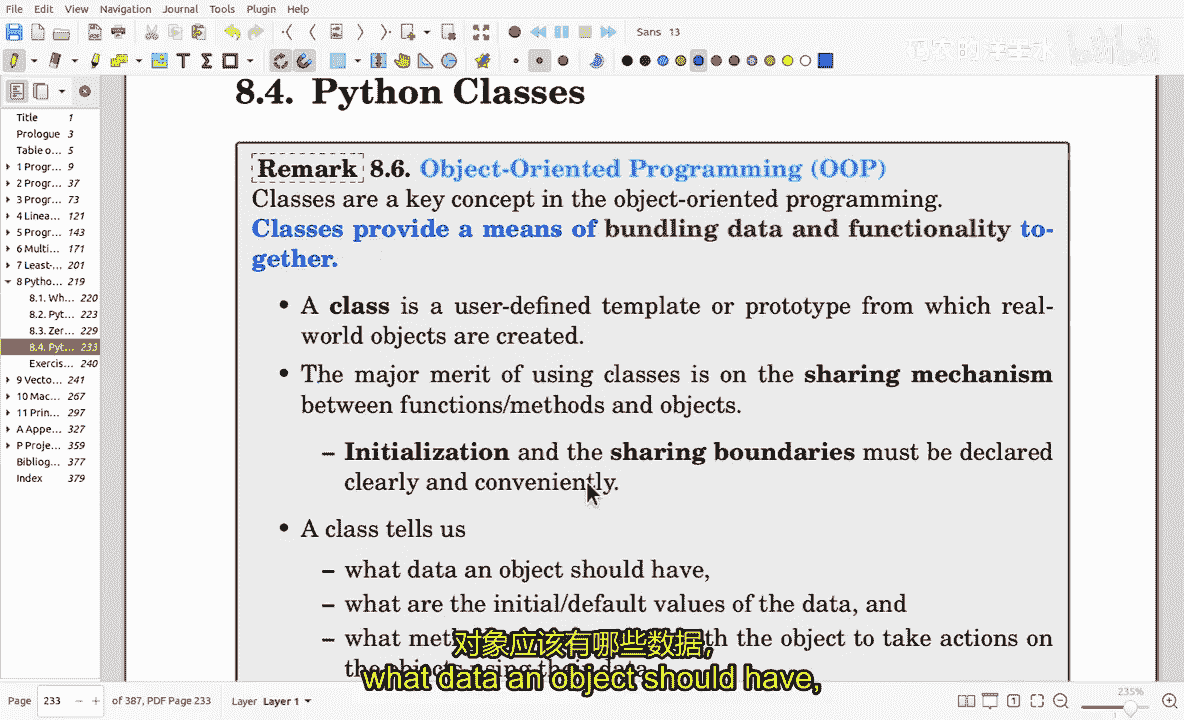 File Edit View Navigation Journal Tools Plugin Help
Sans 13
Title 1
Prologue 3
Table o... 5
1 Progr... 9
2 Progr... 37
3 Progr... 73
4 Linea... 121
5 Progr... 143
6 Multi... 171
7 Least-... 201
8 Pytho... 219
8.1. Wh... 220
8.2. Pyt... 223
8.3. Zer... 229
8.4. Pyt... 233
Exercis... 240
9 Vecto... 241
10 Mac... 267
11 Prin... 297
A Appe... 327
P Proje... 359
Bibliog... 377
Index 379
8.4. Python Classes
Remark 8.6. Object-Oriented Programming (OOP)
Classes are a key concept in the object-oriented programming.
Classes provide a means of bundling data and functionality to-
gether.
• A class is a user-defined template or prototype from which real-
world objects are created.
• The major merit of using classes is on the sharing mechanism
between functions/methods and objects.
– Initialization and the sharing boundaries must be declared
clearly and conveniently.
• A class tells us
– what data an object should have,
– what are the initial/default values of the data, and
– what the object to take actions on
对象应该有哪些数据，
what data an object should have,
Page 233 of 387, PDF Page 233 Layer Layer 1
235%